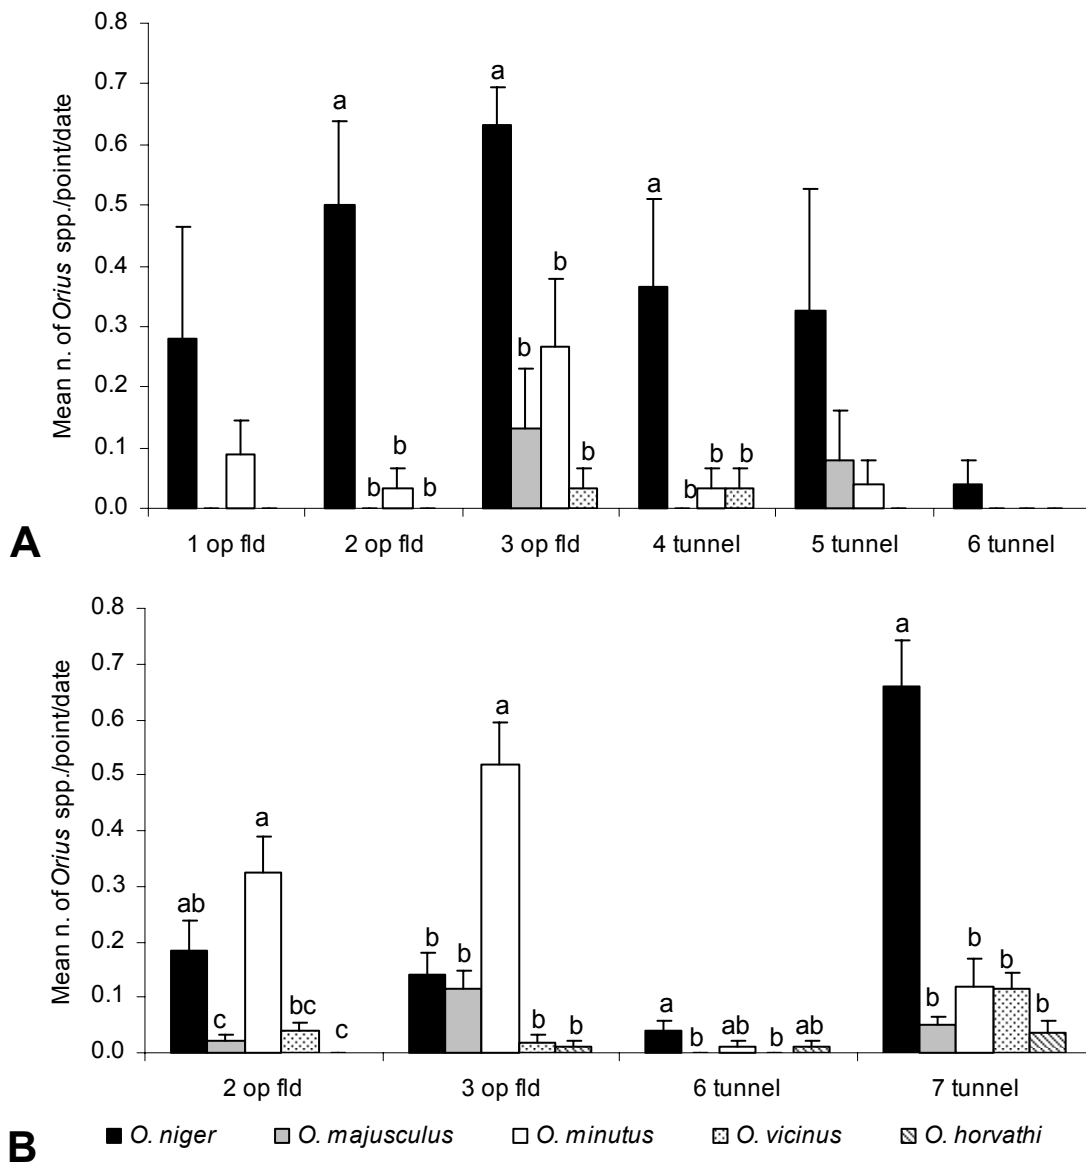 Mean n. of Orius spp./point/date
0.8
0.7
0.6
0.5
0.4
0.3
0.2
0.1
0.0
a
a
a
b
b
b
b
b
b
b
b
b
1 op fld 2 op fld 3 op fld 4 tunnel 5 tunnel 6 tunnel
A
Mean n. of Orius spp./point/date
0.8
0.7
0.6
0.5
0.4
0.3
0.2
0.1
0.0
ab
c
a
bc
c
b
b
a
b
b
a
b
ab
b
ab
a
b
b
b
b
2 op fld 3 op fld 6 tunnel 7 tunnel
B
O. niger O. majusculus O. minutus O. vicinus O. horvathi